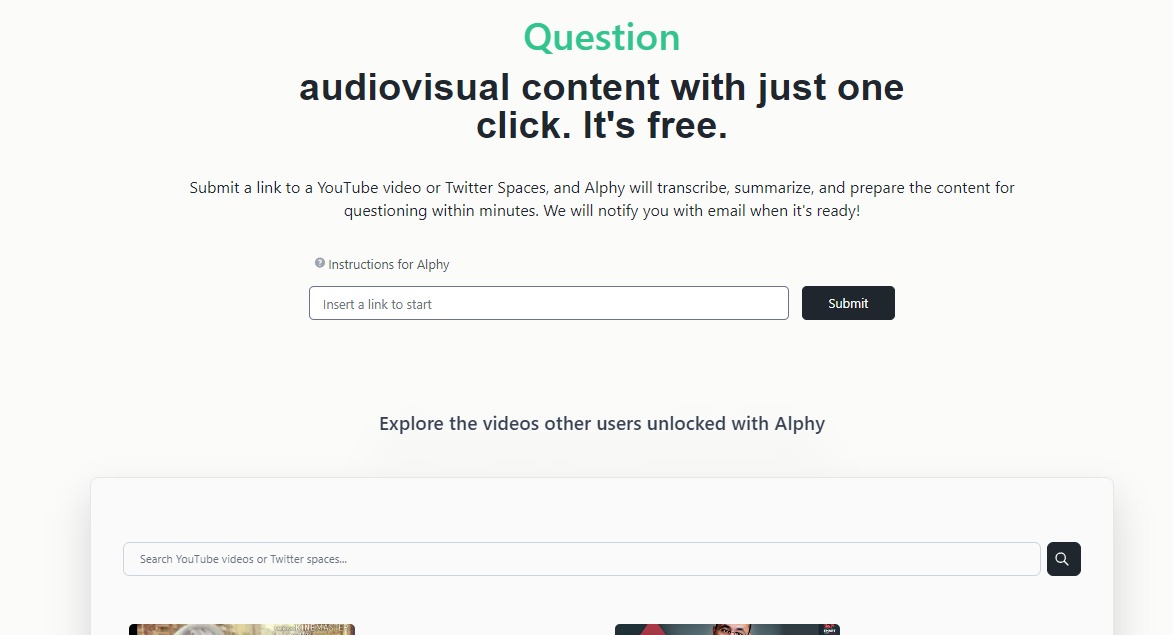 Question
audiovisual content with just one
click. It's free.
Submit a link to a YouTube video or Twitter Spaces, and Alphy will transcribe, summarize, and prepare the content for
questioning within minutes. We will notify you with email when it's ready!
Instructions for Alphy
Insert a link to start
Submit
Explore the videos other users unlocked with Alphy
Search YouTube videos or Twitter spaces...
KINEMASTER